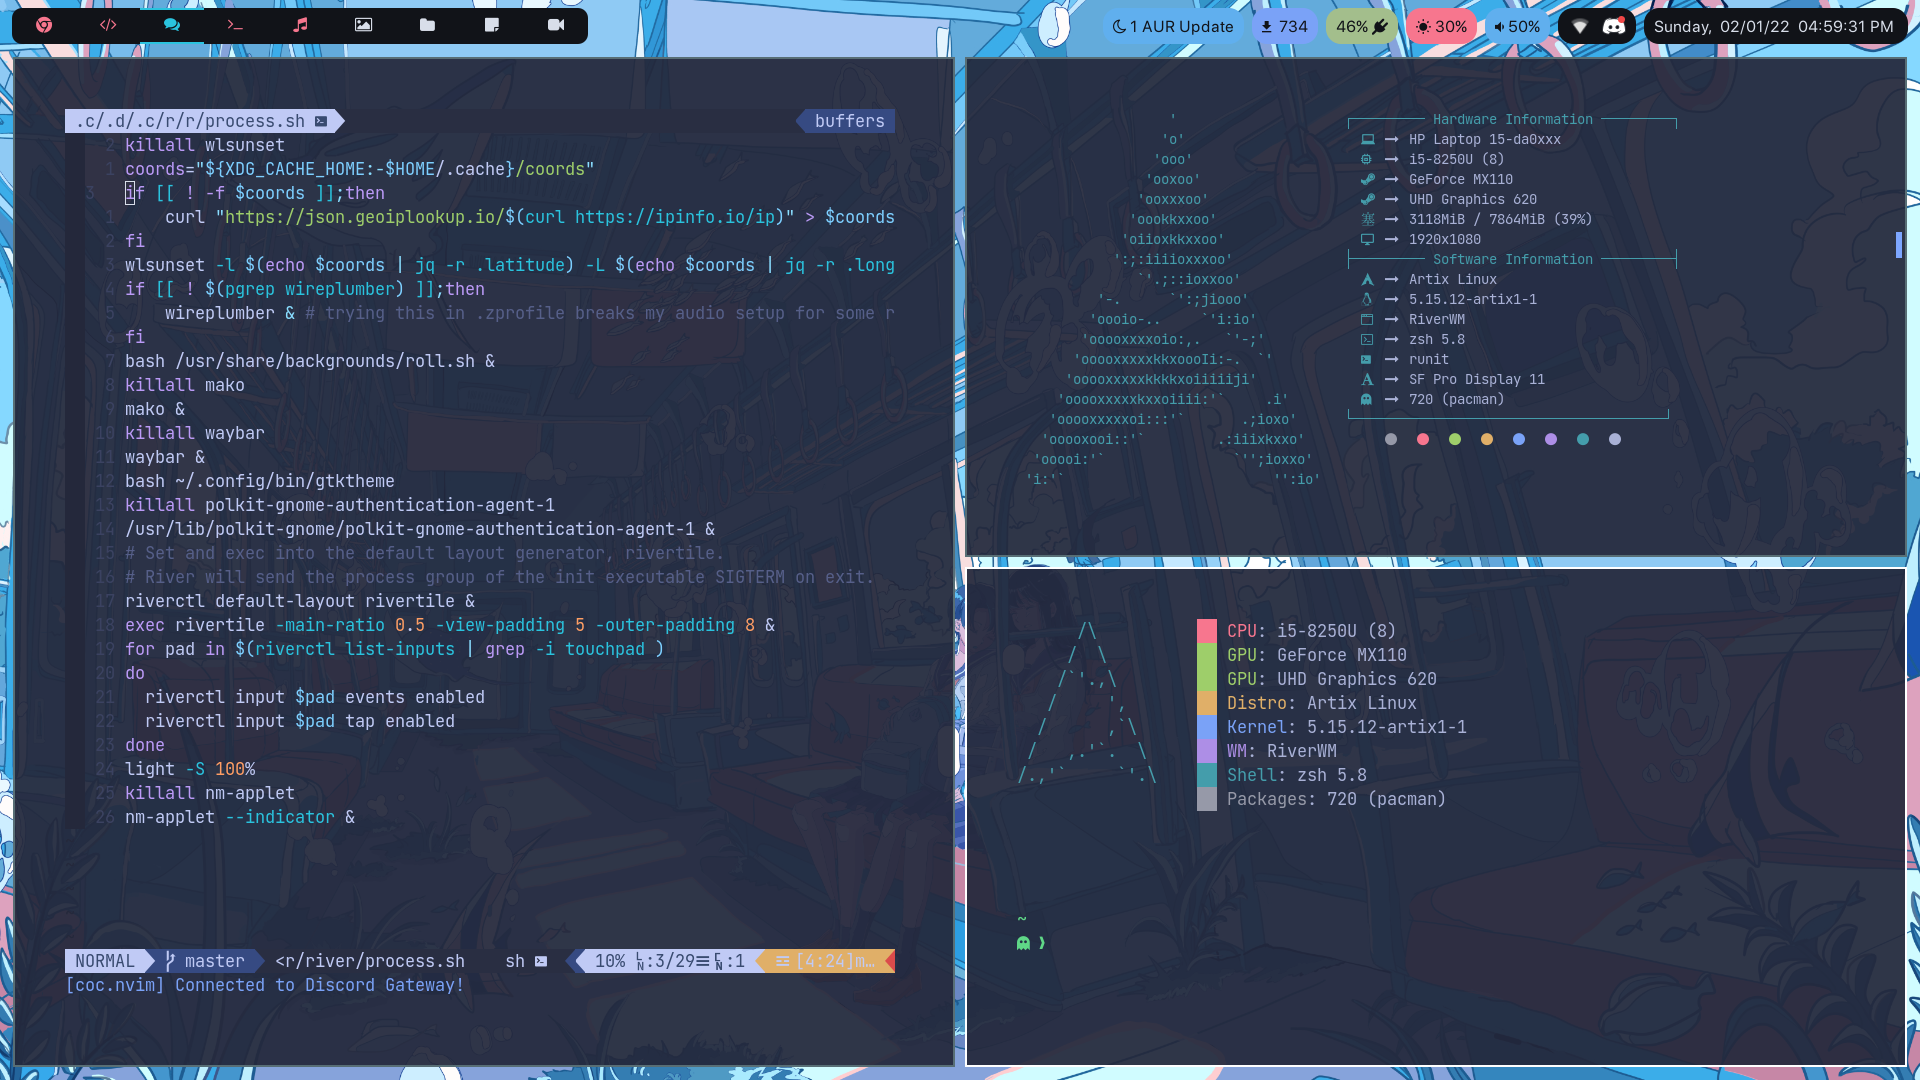 1 AUR Update
734
46%
30%
50%
Sunday, 02/01/22 04:59:31 PM
.c/.d/.c/r/r/process.sh
buffers
2 killall wlsunset
1 coords="${XDG_CACHE_HOME:-$HOME/.cache}/coords"
3 if [[ ! -f $coords ]];then
1 curl "https://json.geoiplookup.io/$(curl https://ipinfo.io/ip)" > $coords
2 fi
3 wlsunset -l $(echo $coords | jq -r .latitude) -L $(echo $coords | jq -r .long
4 if [[ ! $(pgrep wireplumber) ]];then
5 wireplumber & # trying this in .zprofile breaks my audio setup for some r
6 fi
7 bash /usr/share/backgrounds/roll.sh &
8 killall mako
9 mako &
10 killall waybar
11 waybar &
12 bash ~/.config/bin/gtktheme
13 killall polkit-gnome-authentication-agent-1
14 /usr/lib/polkit-gnome/polkit-gnome-authentication-agent-1 &
15 # Set and exec into the default layout generator, rivertile.
16 # River will send the process group of the init executable SIGTERM on exit.
17 riverctl default-layout rivertile &
18 exec rivertile -main-ratio 0.5 -view-padding 5 -outer-padding 8 &
19 for pad in $(riverctl list-inputs | grep -i touchpad )
20 do
21 riverctl input $pad events enabled
22 riverctl input $pad tap enabled
23 done
24 light -S 100%
25 killall nm-applet
26 nm-applet --indicator &
NORMAL master <r/river/process.sh sh 10% LN:3/29≡CN:1 [4:24]m…
[coc.nvim] Connected to Discord Gateway!
'
'o'
'ooo'
'ooxoo'
'ooxxxoo'
'oookkxxoo'
'oiioxkkxxoo'
':;:iiiioxxxoo'
`'.;::ioxxoo'
'-. `':;jiooo'
'oooio-.. `'i:io'
'ooooxxxxoio:,. `'-;'
'ooooxxxxxkkxoooIi:-. `'
'ooooxxxxxkkkkxoiiiiiji'
'ooooxxxxxkxxoiiii:'` .i'
'ooooxxxxxoi:::'` .;ioxo'
'ooooxooi::'` .:iiixkxxo'
'ooooi:'` `'';ioxxo'
'i:'` '':io'
Hardware Information
HP Laptop 15-da0xxx
i5-8250U (8)
GeForce MX110
UHD Graphics 620
3118MiB / 7864MiB (39%)
1920x1080
Software Information
Artix Linux
5.15.12-artix1-1
RiverWM
zsh 5.8
runit
SF Pro Display 11
720 (pacman)
CPU: i5-8250U (8)
GPU: GeForce MX110
GPU: UHD Graphics 620
Distro: Artix Linux
Kernel: 5.15.12-artix1-1
WM: RiverWM
Shell: zsh 5.8
Packages: 720 (pacman)
~
❯